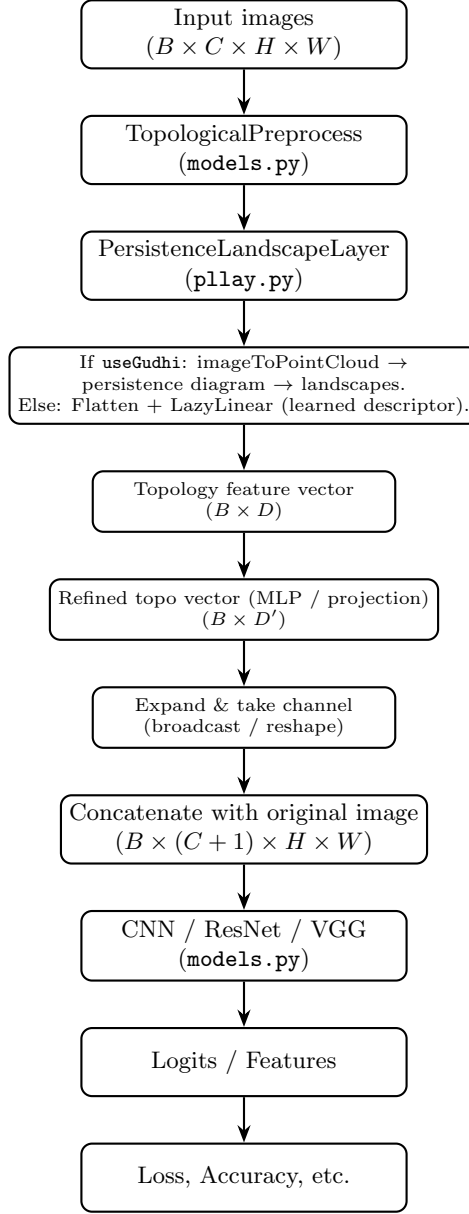 Input images
(B × C × H × W)
TopologicalPreprocess
(models.py)
PersistenceLandscapeLayer
(pllay.py)
If useGudhi: imageToPointCloud →
persistence diagram → landscapes.
Else: Flatten + LazyLinear (learned descriptor).
Topology feature vector
(B × D)
Refined topo vector (MLP / projection)
(B × D′)
Expand & take channel
(broadcast / reshape)
Concatenate with original image
(B × (C + 1) × H × W)
CNN / ResNet / VGG
(models.py)
Logits / Features
Loss, Accuracy, etc.